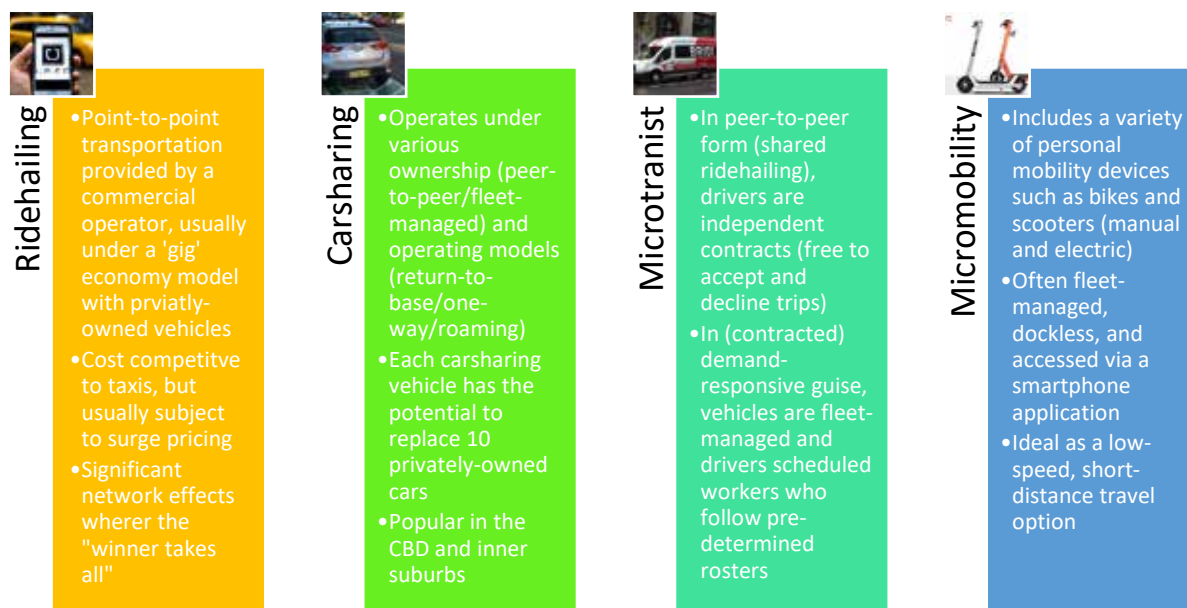 Ridehailing
•Point-to-point
transportation
provided by a
commercial
operator, usually
under a 'gig'
economy model
with prviatly-
owned vehicles
•Cost competitve
to taxis, but
usually subject
to surge pricing
•Significant
network effects
wherer the
"winner takes
all"
Carsharing
•Operates under
various
ownership (peer-
to-peer/fleet-
managed) and
operating models
(return-to-
base/one-
way/roaming)
•Each carsharing
vehicle has the
potential to
replace 10
privately-owned
cars
•Popular in the
CBD and inner
suburbs
Microtranist
•In peer-to-peer
form (shared
ridehailing),
drivers are
independent
contracts (free to
accept and
decline trips)
•In (contracted)
demand-
responsive guise,
vehicles are fleet-
managed and
drivers scheduled
workers who
follow pre-
determined
rosters
Micromobility
•Includes a variety
of personal
mobility devices
such as bikes and
scooters (manual
and electric)
•Often fleet-
managed,
dockless, and
accessed via a
smartphone
application
•Ideal as a low-
speed, short-
distance travel
option